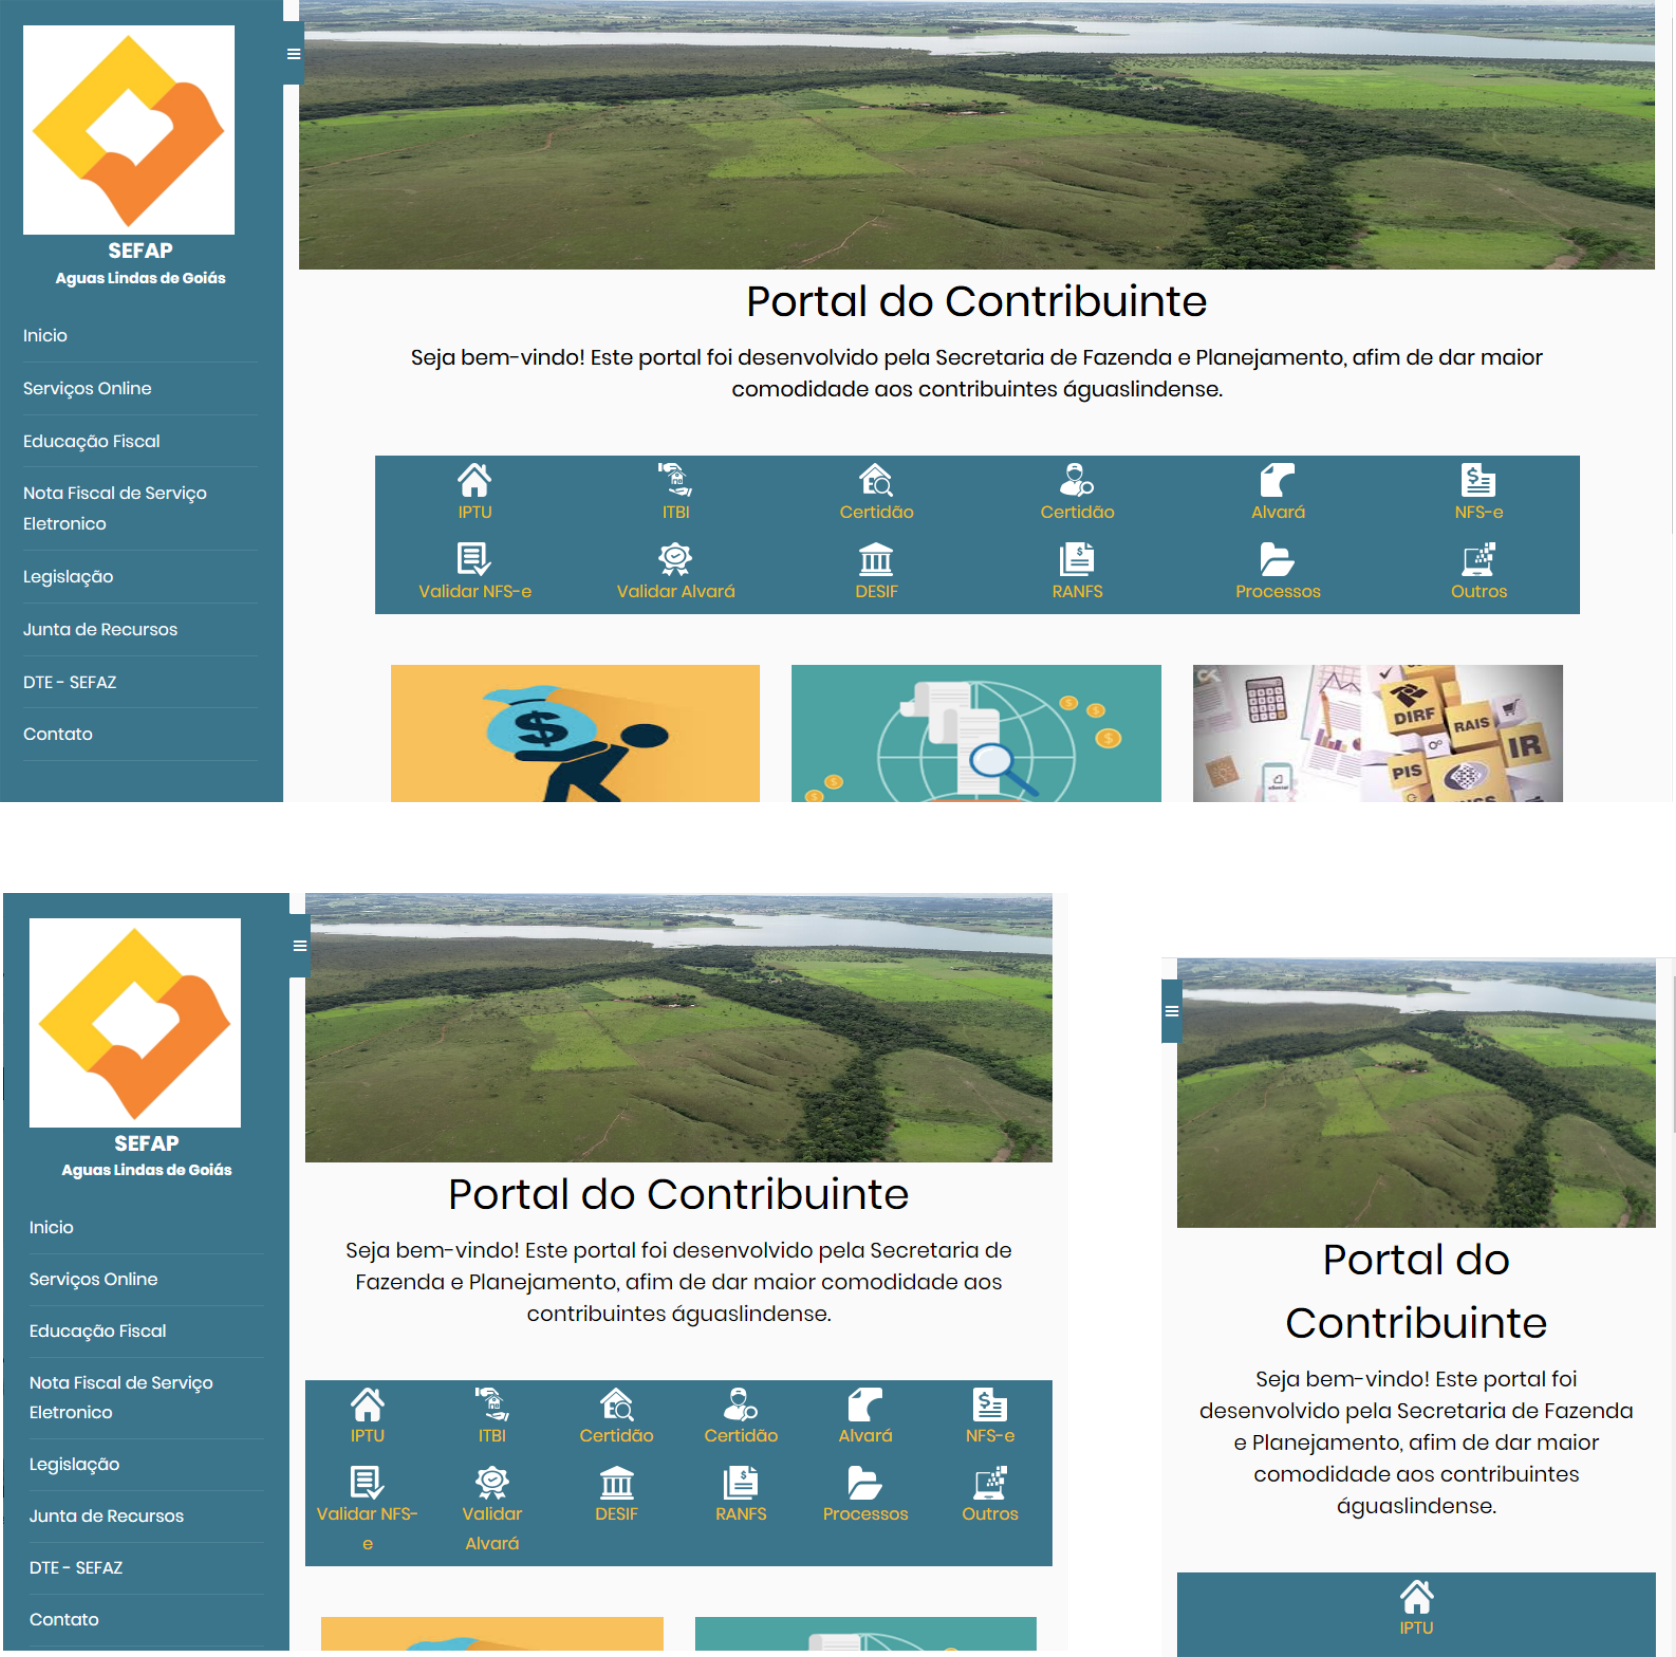 SEFAP
Aguas Lindas de Goiás
Inicio
Serviços Online
Educação Fiscal
Nota Fiscal de Serviço
Eletronico
Legislação
Junta de Recursos
DTE - SEFAZ
Contato
Portal do Contribuinte
Seja bem-vindo! Este portal foi desenvolvido pela Secretaria de Fazenda e Planejamento, afim de dar maior
comodidade aos contribuintes águaslindense.
IPTU ITBI Certidão Certidão Alvará NFS-e
Validar NFS-e Validar Alvará DESIF RANFS Processos Outros
DIRF
RAIS
IR
PIS
SEFAP
Aguas Lindas de Goiás
Inicio
Serviços Online
Educação Fiscal
Nota Fiscal de Serviço
Eletronico
Legislação
Junta de Recursos
DTE - SEFAZ
Contato
Portal do Contribuinte
Seja bem-vindo! Este portal foi desenvolvido pela Secretaria de
Fazenda e Planejamento, afim de dar maior comodidade aos
contribuintes águaslindense.
IPTU ITBI Certidão Certidão Alvará NFS-e
Validar NFS- Validar DESIF RANFS Processos Outros
e Alvará
Portal do
Contribuinte
Seja bem-vindo! Este portal foi
desenvolvido pela Secretaria de Fazenda
e Planejamento, afim de dar maior
comodidade aos contribuintes
águaslindense.
IPTU